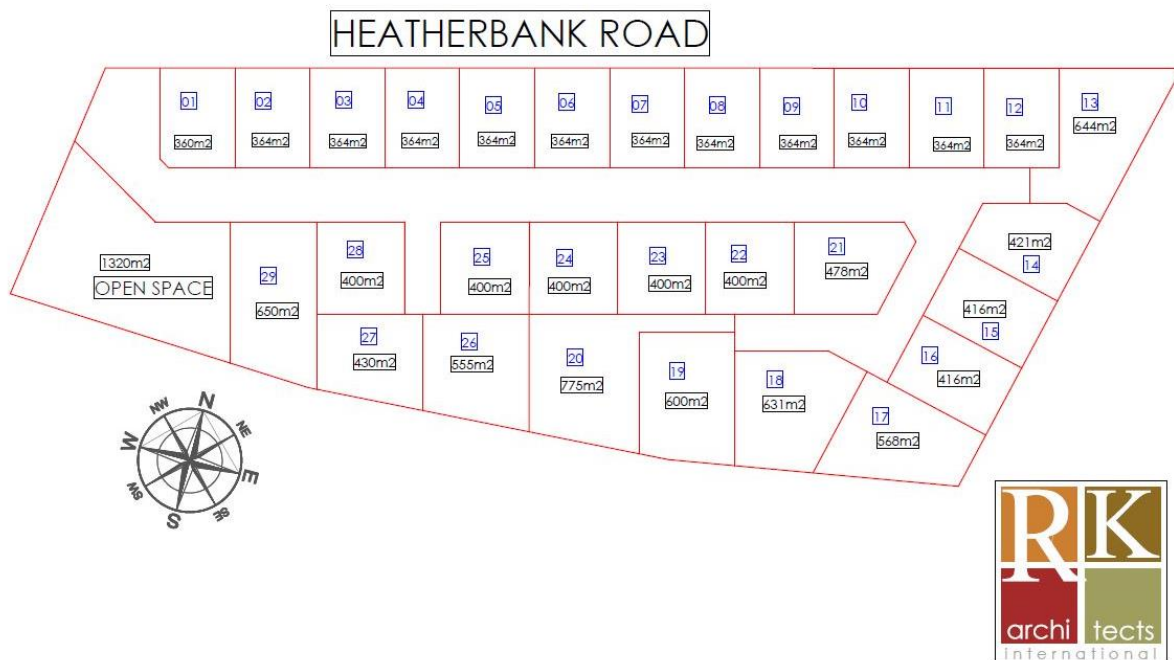 HEATHERBANK ROAD
01
360m2
02
364m2
03
364m2
04
364m2
05
364m2
06
364m2
07
364m2
08
364m2
09
364m2
10
364m2
11
364m2
12
364m2
13
644m2
1320m2
OPEN SPACE
29
650m2
28
400m2
25
400m2
24
400m2
23
400m2
22
400m2
21
478m2
421m2
14
416m2
15
16
416m2
27
430m2
26
555m2
20
775m2
19
600m2
18
631m2
17
568m2
N
NE
E
SE
S
SW
W
NW
RK
archi tects
international